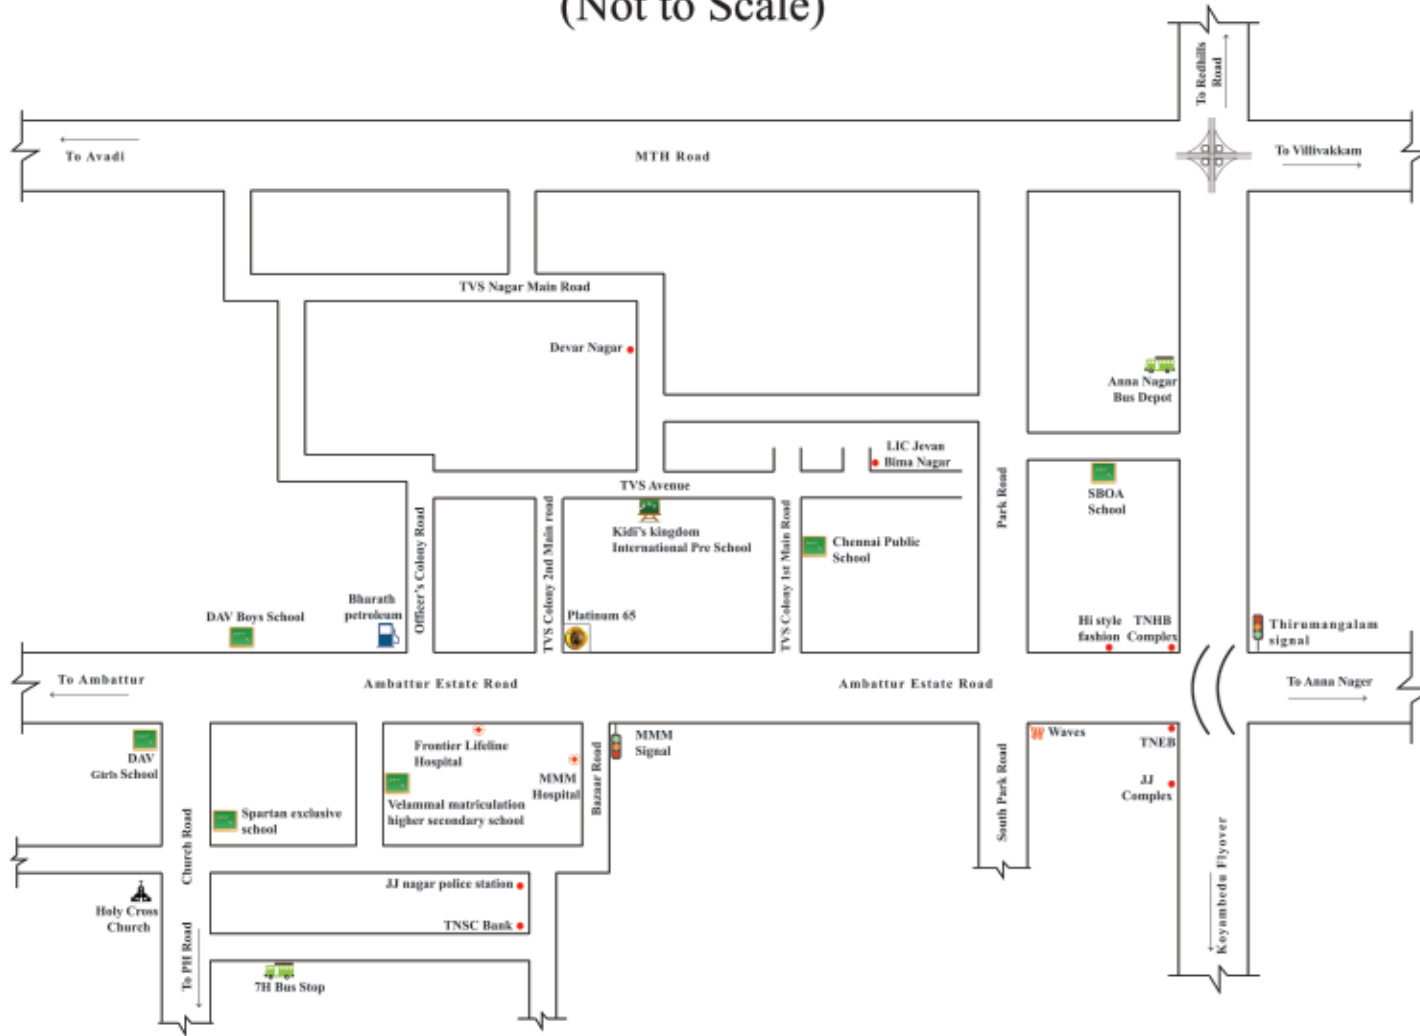 (Not to Scale)
To Redhills
Road
To Avadi
MTH Road
To Villivakkam
TVS Nagar Main Road
Devar Nagar
Anna Nagar
Bus Depot
LIC Jevan
Bima Nagar
TVS Avenue
Park Road
SBOA
School
Officer's Colony Road
TVS Colony 2nd Main road
Kidi's kingdom
International Pre School
TVS Colony 1st Main Road
Chennai Public
School
DAV Boys School
Bharath
petroleum
Platinum 65
Hi style
fashion
TNHB
Complex
Thirumangalam
signal
To Ambattur
Ambattur Estate Road
Ambattur Estate Road
To Anna Nager
DAV
Girls School
Frontier Lifeline
Hospital
MMM
Hospital
Bazaar Road
MMM
Signal
South Park Road
Waves
TNEB
JJ
Complex
Spartan exclusive
school
Velammal matriculation
higher secondary school
Church Road
Koyambedu Flyover
JJ nagar police station
Holy Cross
Church
TNSC Bank
To PH Road
7H Bus Stop